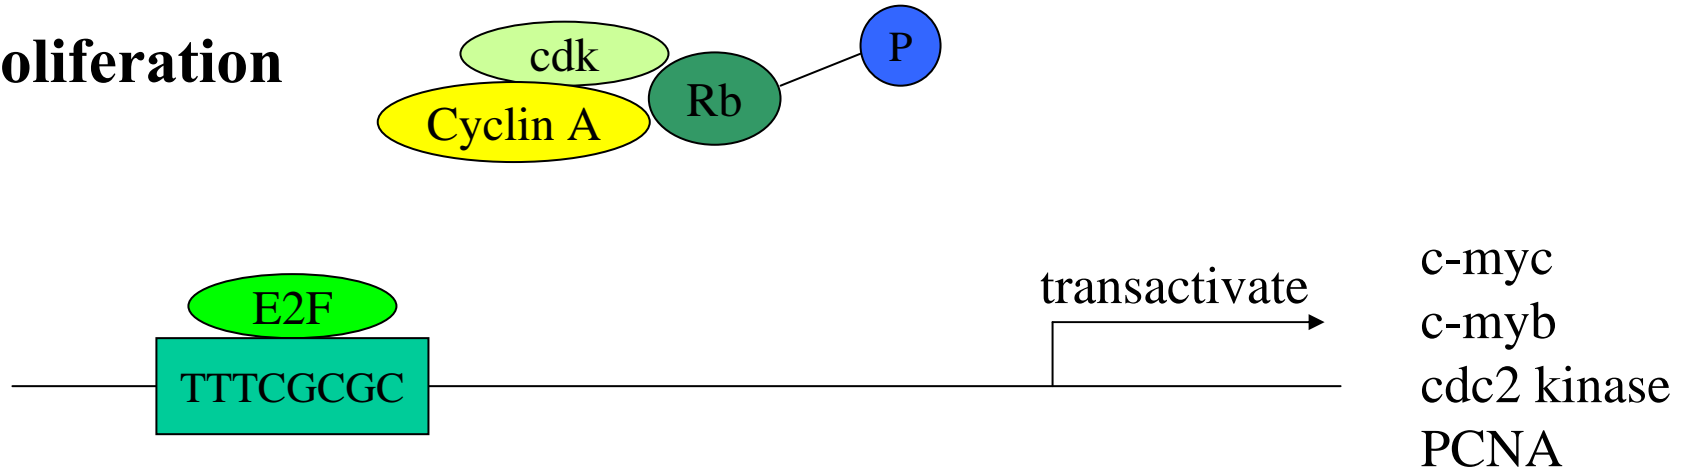 oliferation
cdk
P
Rb
Cyclin A
c-myc
transactivate
E2F
c-myb
TTTCGCGC
cdc2 kinase
PCNA